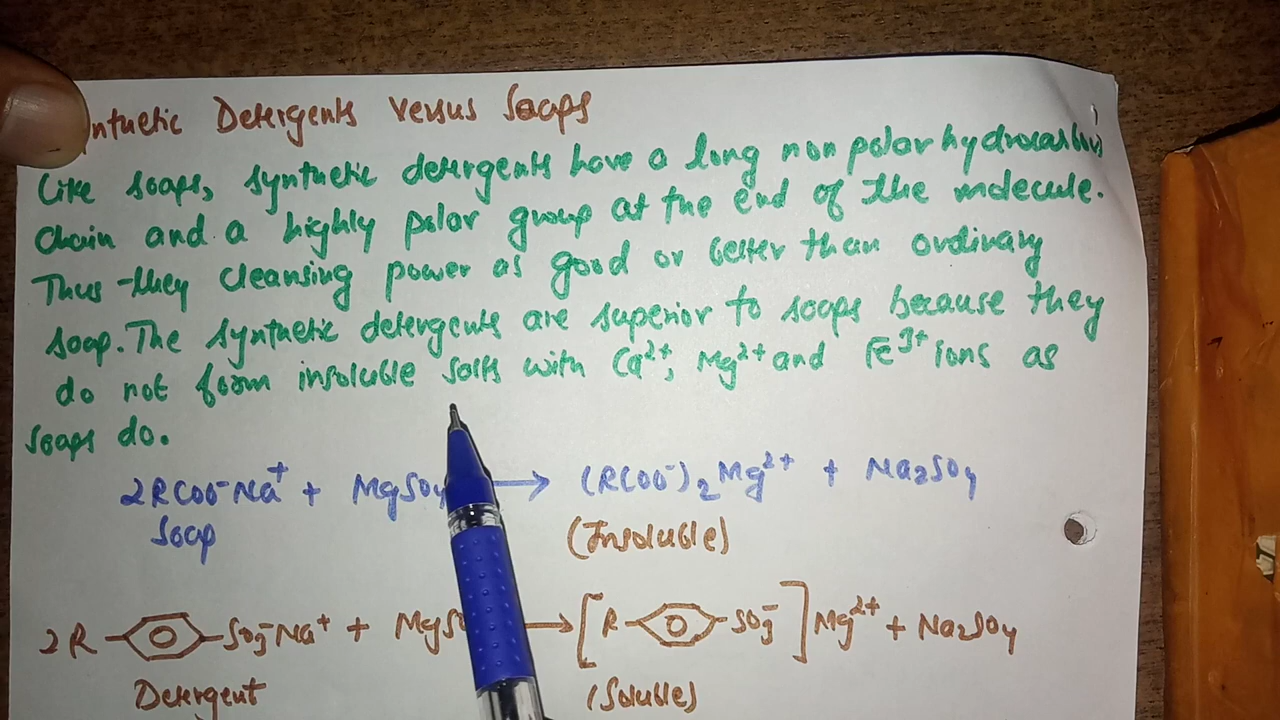 ntuetic Detergents versus Soaps
Like soaps, synthetic detergents have a long non polar hydrocarbon
chain and a highly polar group at the end of the molecule.
Thus they cleansing power as good or better than ordinary
soap. The synthetic detergents are superior to soaps because they
do not form insoluble salts with Ca²⁺, Mg²⁺ and Fe³⁺ ions as
soaps do.
2RCOO⁻Na⁺ + MgSO₄ → (RCOO⁻)₂Mg²⁺ + Na₂SO₄
Soap (Insoluble)
2R SO₃⁻Na⁺ + MgSO → [R SO₃⁻] Mg²⁺ + Na₂SO₄
Detergent (Soluble)